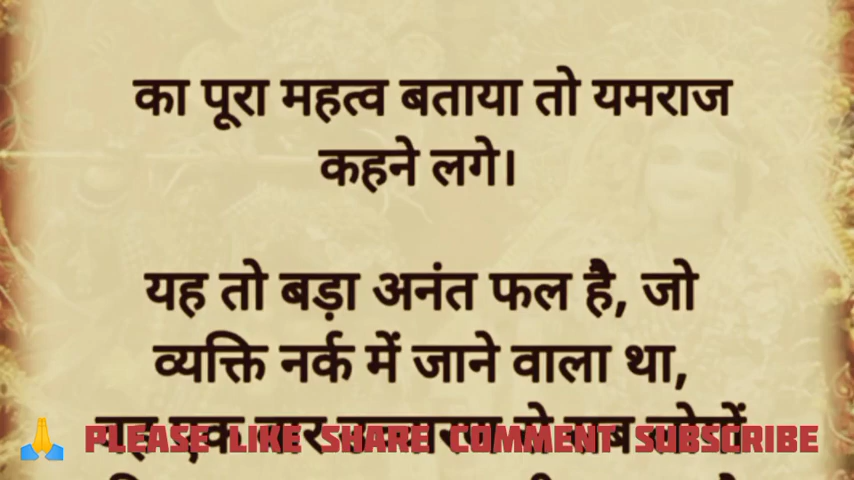 का पूरा महत्व बताया तो यमराज
कहने लगे।
यह तो बड़ा अनंत फल है, जो
व्यक्ति नर्क में जाने वाला था,
🙏 PLEASE LIKE SHARE COMMENT SUBSCRIBE